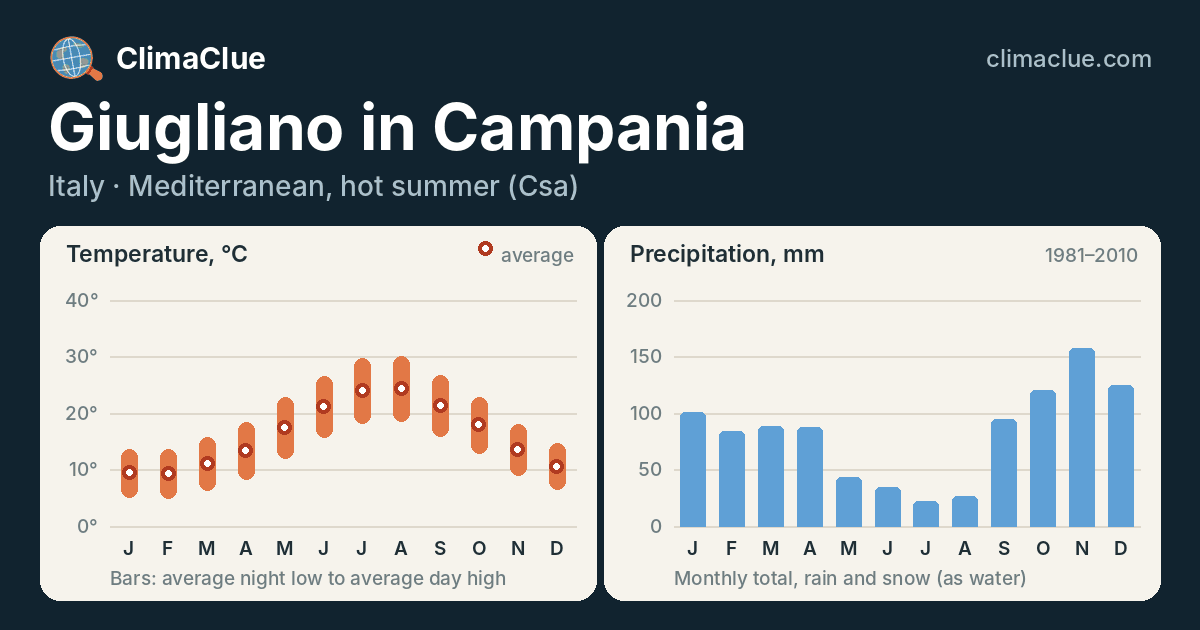 ClimaClue
climaclue.com
Giugliano in Campania
Italy · Mediterranean, hot summer (Csa)
Temperature, °C
average
40°
30°
20°
10°
0°
J F M A M J J A S O N D
Bars: average night low to average day high
Precipitation, mm
1981–2010
200
150
100
50
0
J F M A M J J A S O N D
Monthly total, rain and snow (as water)